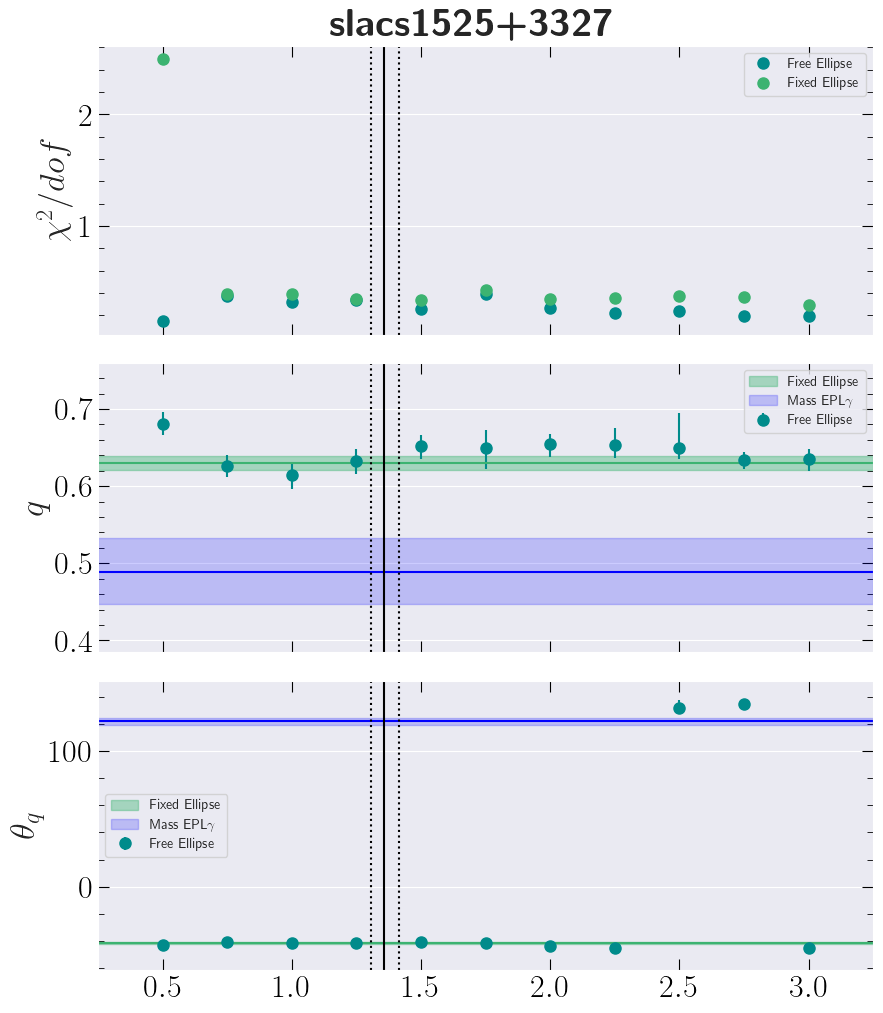 slacs1525+3327
χ²/dof
2
1
Free Ellipse
Fixed Ellipse
q
0.7
0.6
0.5
0.4
Fixed Ellipse
Mass EPLγ
Free Ellipse
θq
100
0
Fixed Ellipse
Mass EPLγ
Free Ellipse
0.5 1.0 1.5 2.0 2.5 3.0